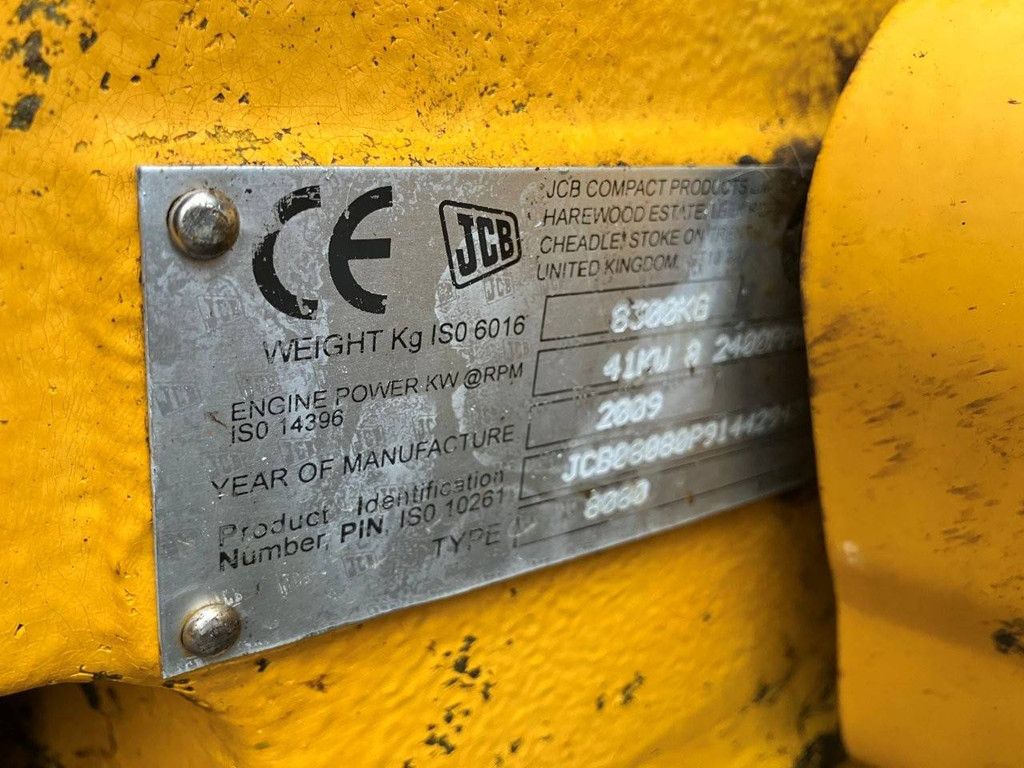 CE
JCB
JCB COMPACT PRODUCTS
HAREWOOD ESTATE
CHEADLE, STOKE ON
UNITED KINGDOM.
WEIGHT Kg ISO 6016 8300KG
ENGINE POWER KW @RPM
ISO 14396 41KW @
YEAR OF MANUFACTURE 2009
Product Identification
Number, PIN, ISO 10261
TYPE 8080